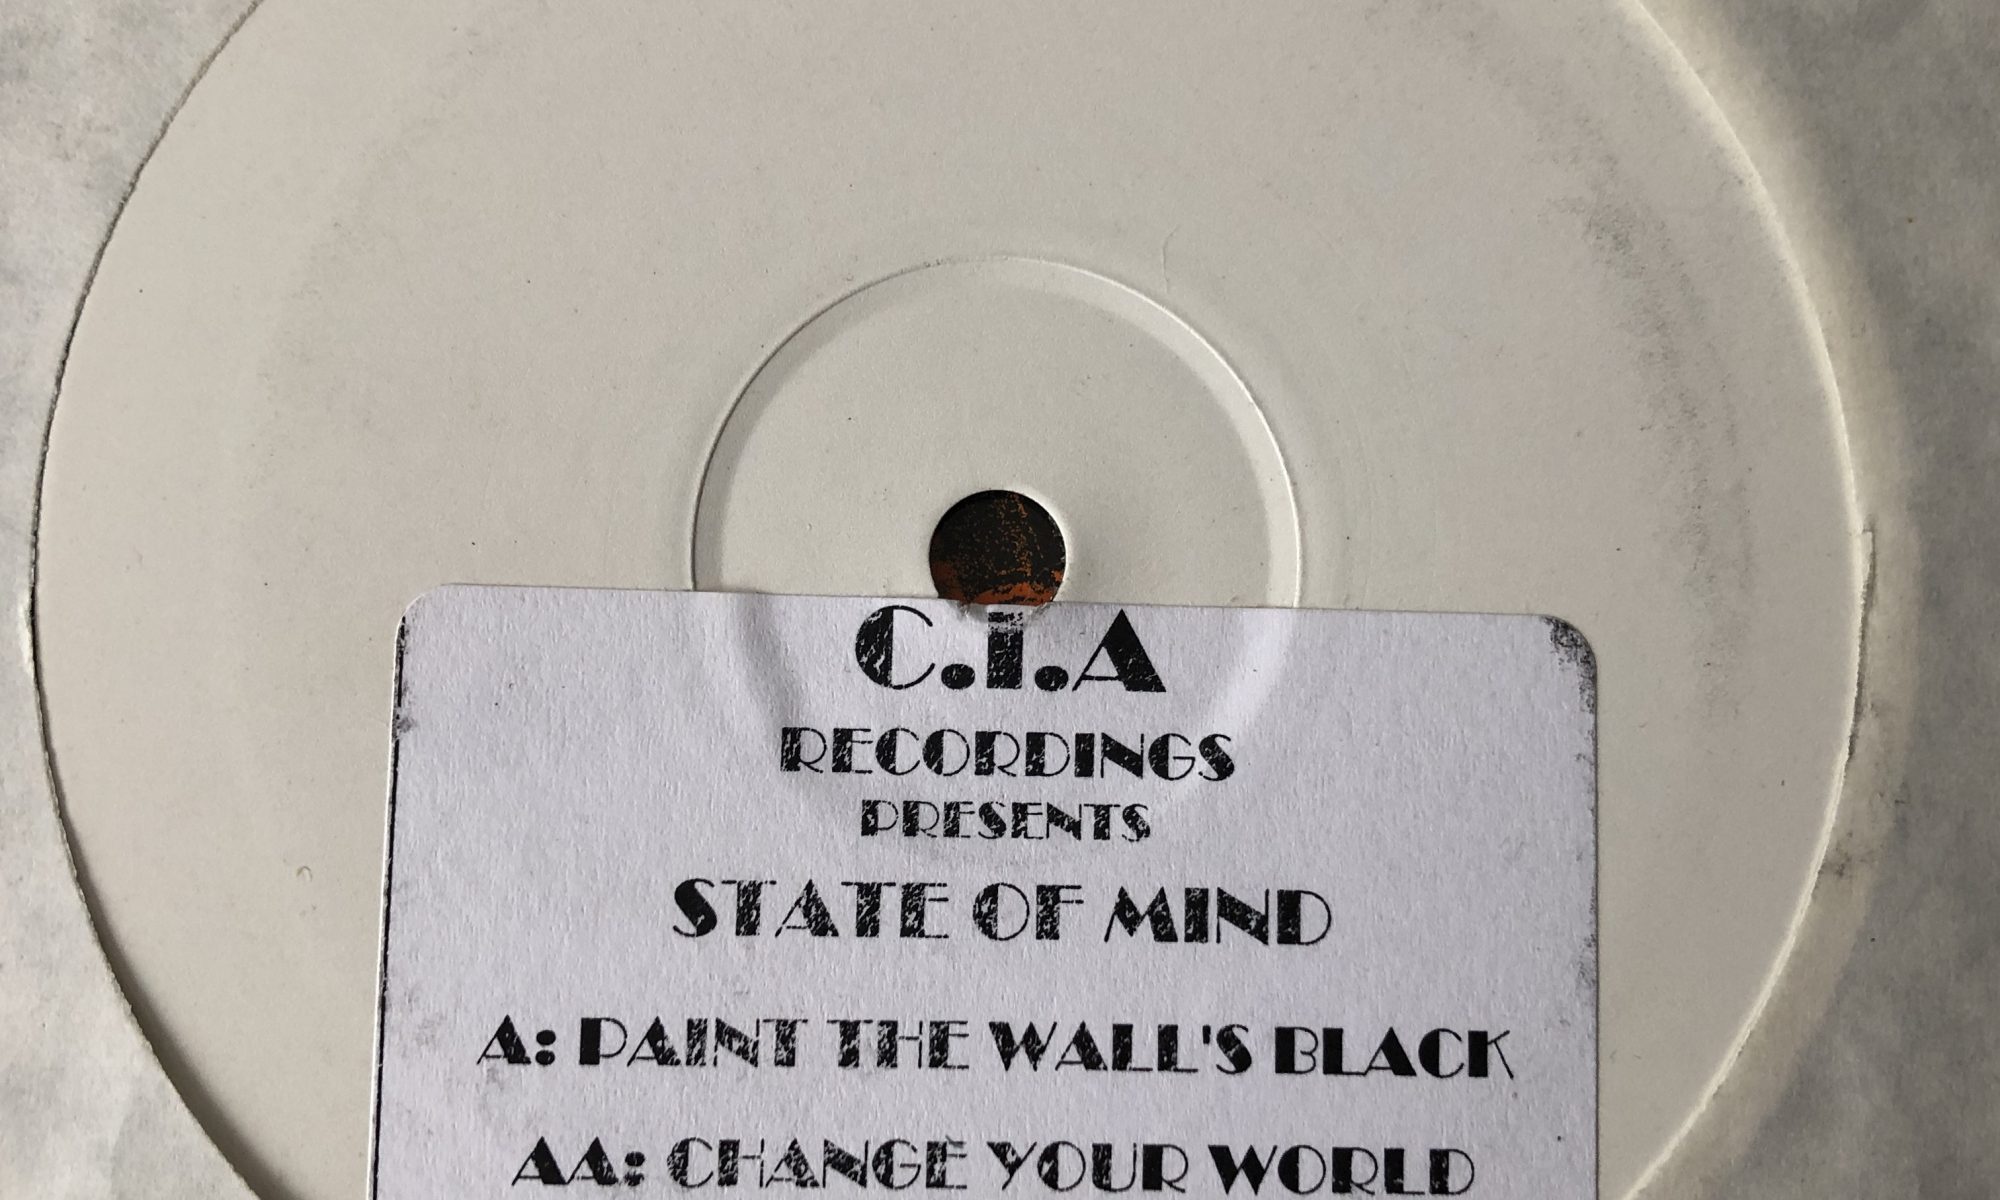 C.I.A
RECORDINGS
PRESENTS
STATE OF MIND
A: PAINT THE WALL'S BLACK
AA: CHANGE YOUR WORLD